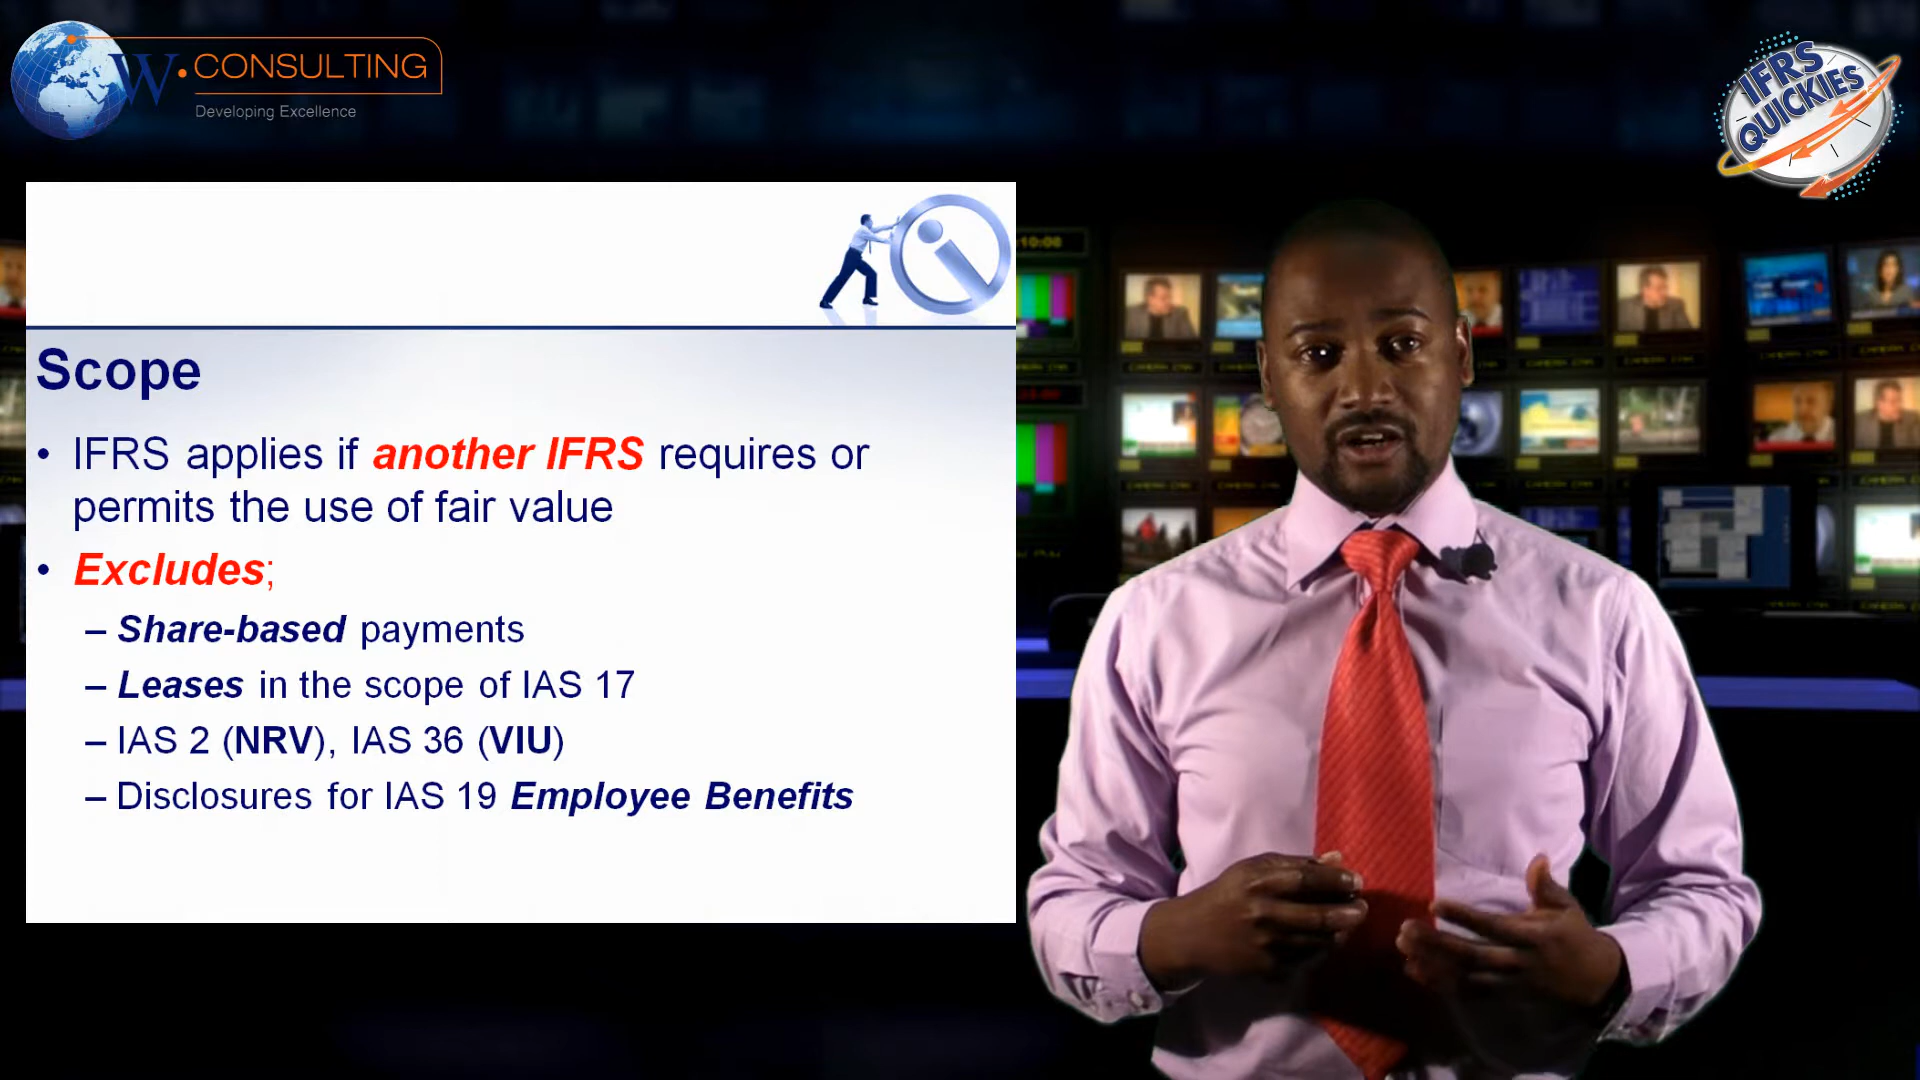 W.CONSULTING
Developing Excellence
IFRS
QUICKIES
10:08
Scope
• IFRS applies if another IFRS requires or
permits the use of fair value
• Excludes;
– Share-based payments
– Leases in the scope of IAS 17
– IAS 2 (NRV), IAS 36 (VIU)
– Disclosures for IAS 19 Employee Benefits